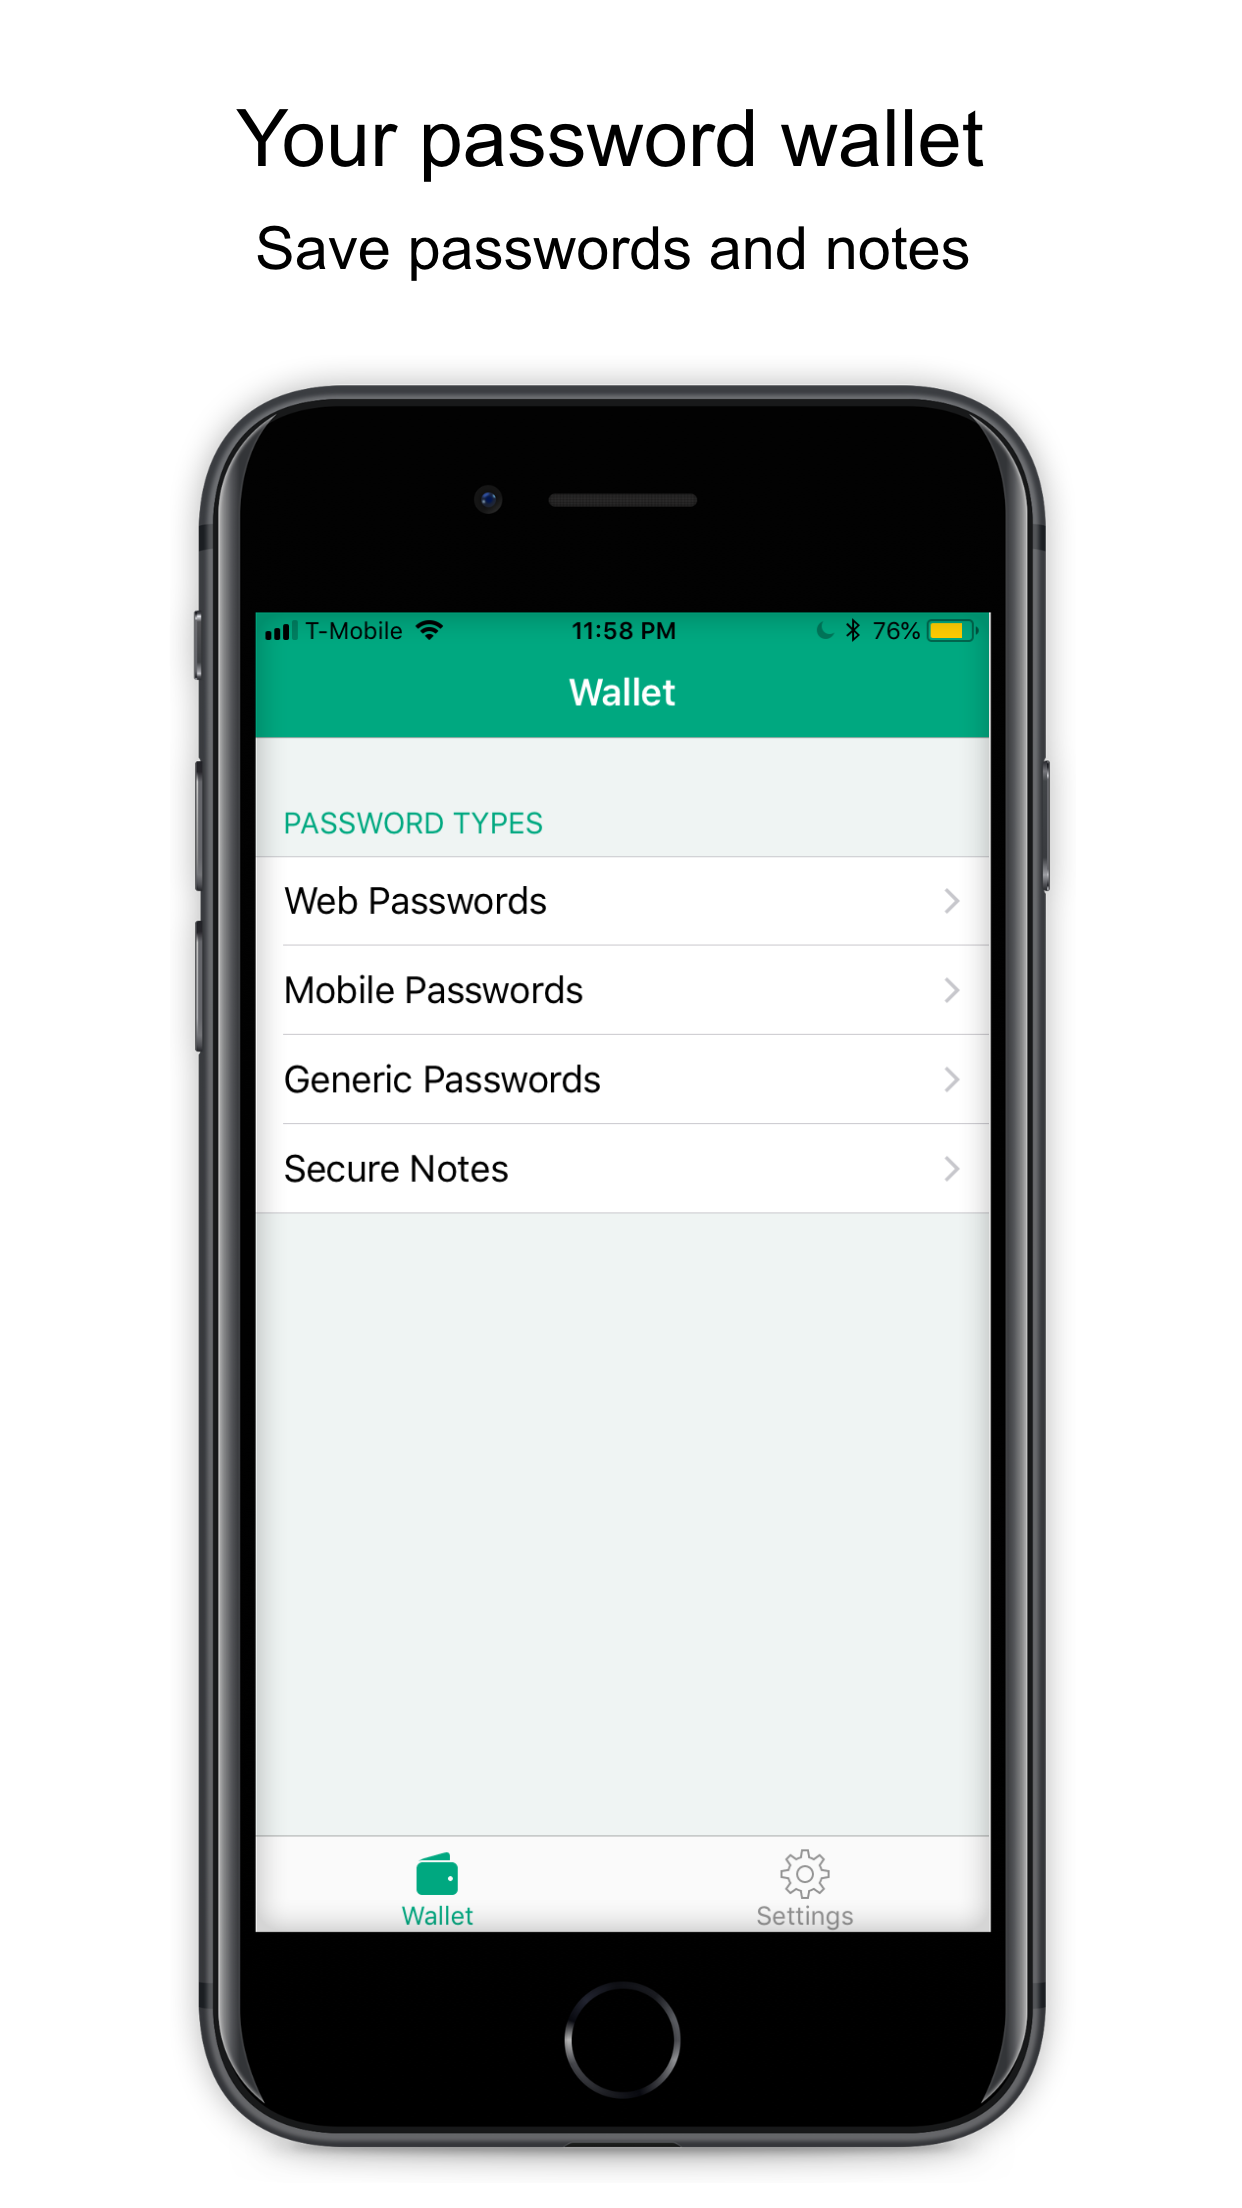 Your password wallet
Save passwords and notes
T-Mobile 11:58 PM 76%
Wallet
PASSWORD TYPES
Web Passwords
Mobile Passwords
Generic Passwords
Secure Notes
Wallet Settings